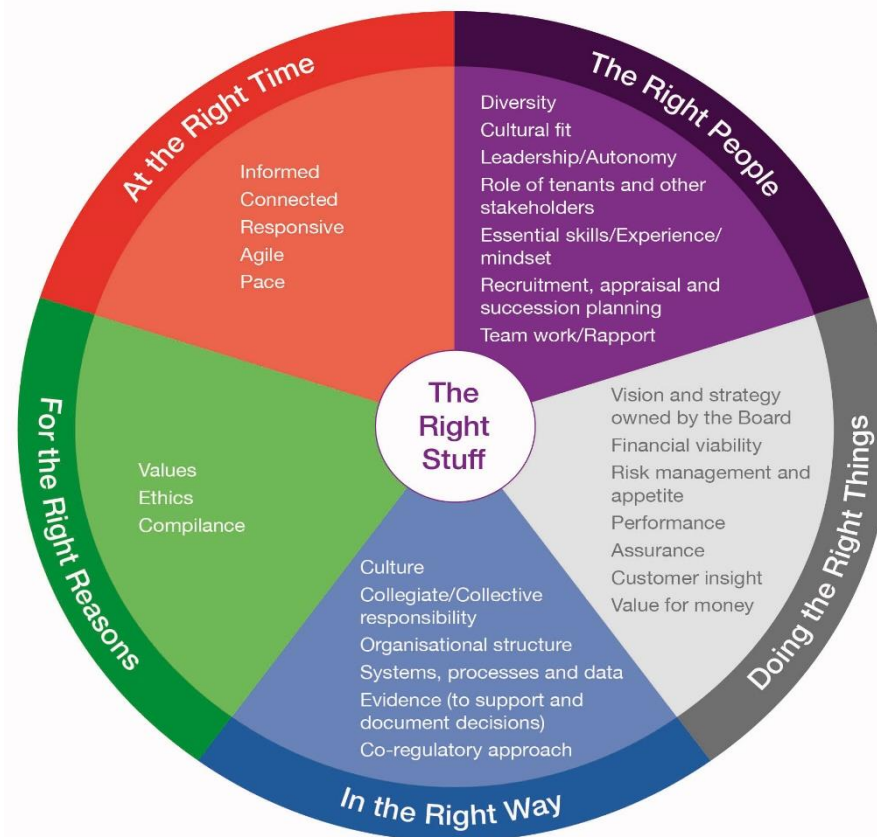 The Right People
Diversity
Cultural fit
Leadership/Autonomy
Role of tenants and other
stakeholders
Essential skills/Experience/
mindset
Recruitment, appraisal and
succession planning
Team work/Rapport
Doing the Right Things
Vision and strategy
owned by the Board
Financial viability
Risk management and
appetite
Performance
Assurance
Customer insight
Value for money
In the Right Way
Culture
Collegiate/Collective
responsibility
Organisational structure
Systems, processes and data
Evidence (to support and
document decisions)
Co-regulatory approach
For the Right Reasons
Values
Ethics
Compilance
At the Right Time
Informed
Connected
Responsive
Agile
Pace
The
Right
Stuff